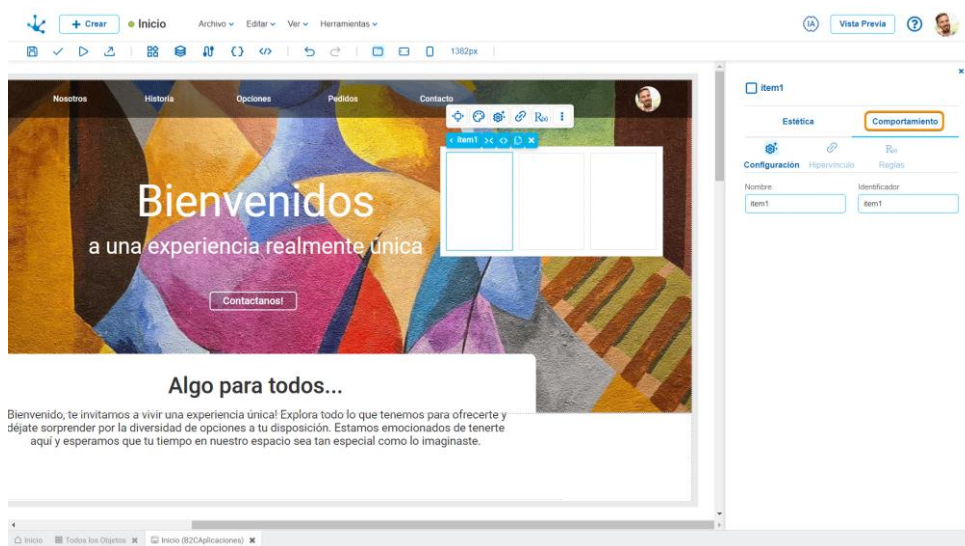 + Crear
Inicio
Archivo
Editar
Ver
Herramientas
IA
Vista Previa
?
1382px
Nosotros
Historia
Opciones
Pedidos
Contacto
Item1
Bienvenidos
a una experiencia realmente única
Contactanos!
Algo para todos...
Bienvenido, te invitamos a vivir una experiencia única! Explora todo lo que tenemos para ofrecerte y
déjate sorprender por la diversidad de opciones a tu disposición. Estamos emocionados de tenerte
aquí y esperamos que tu tiempo en nuestro espacio sea tan especial como lo imaginaste.
item1
Estética
Comportamiento
Configuración
Hipervínculo
Reglas
Nombre
Identificador
item1
item1
Inicio
Todos los Objetos
Inicio (B2CAplicaciones)